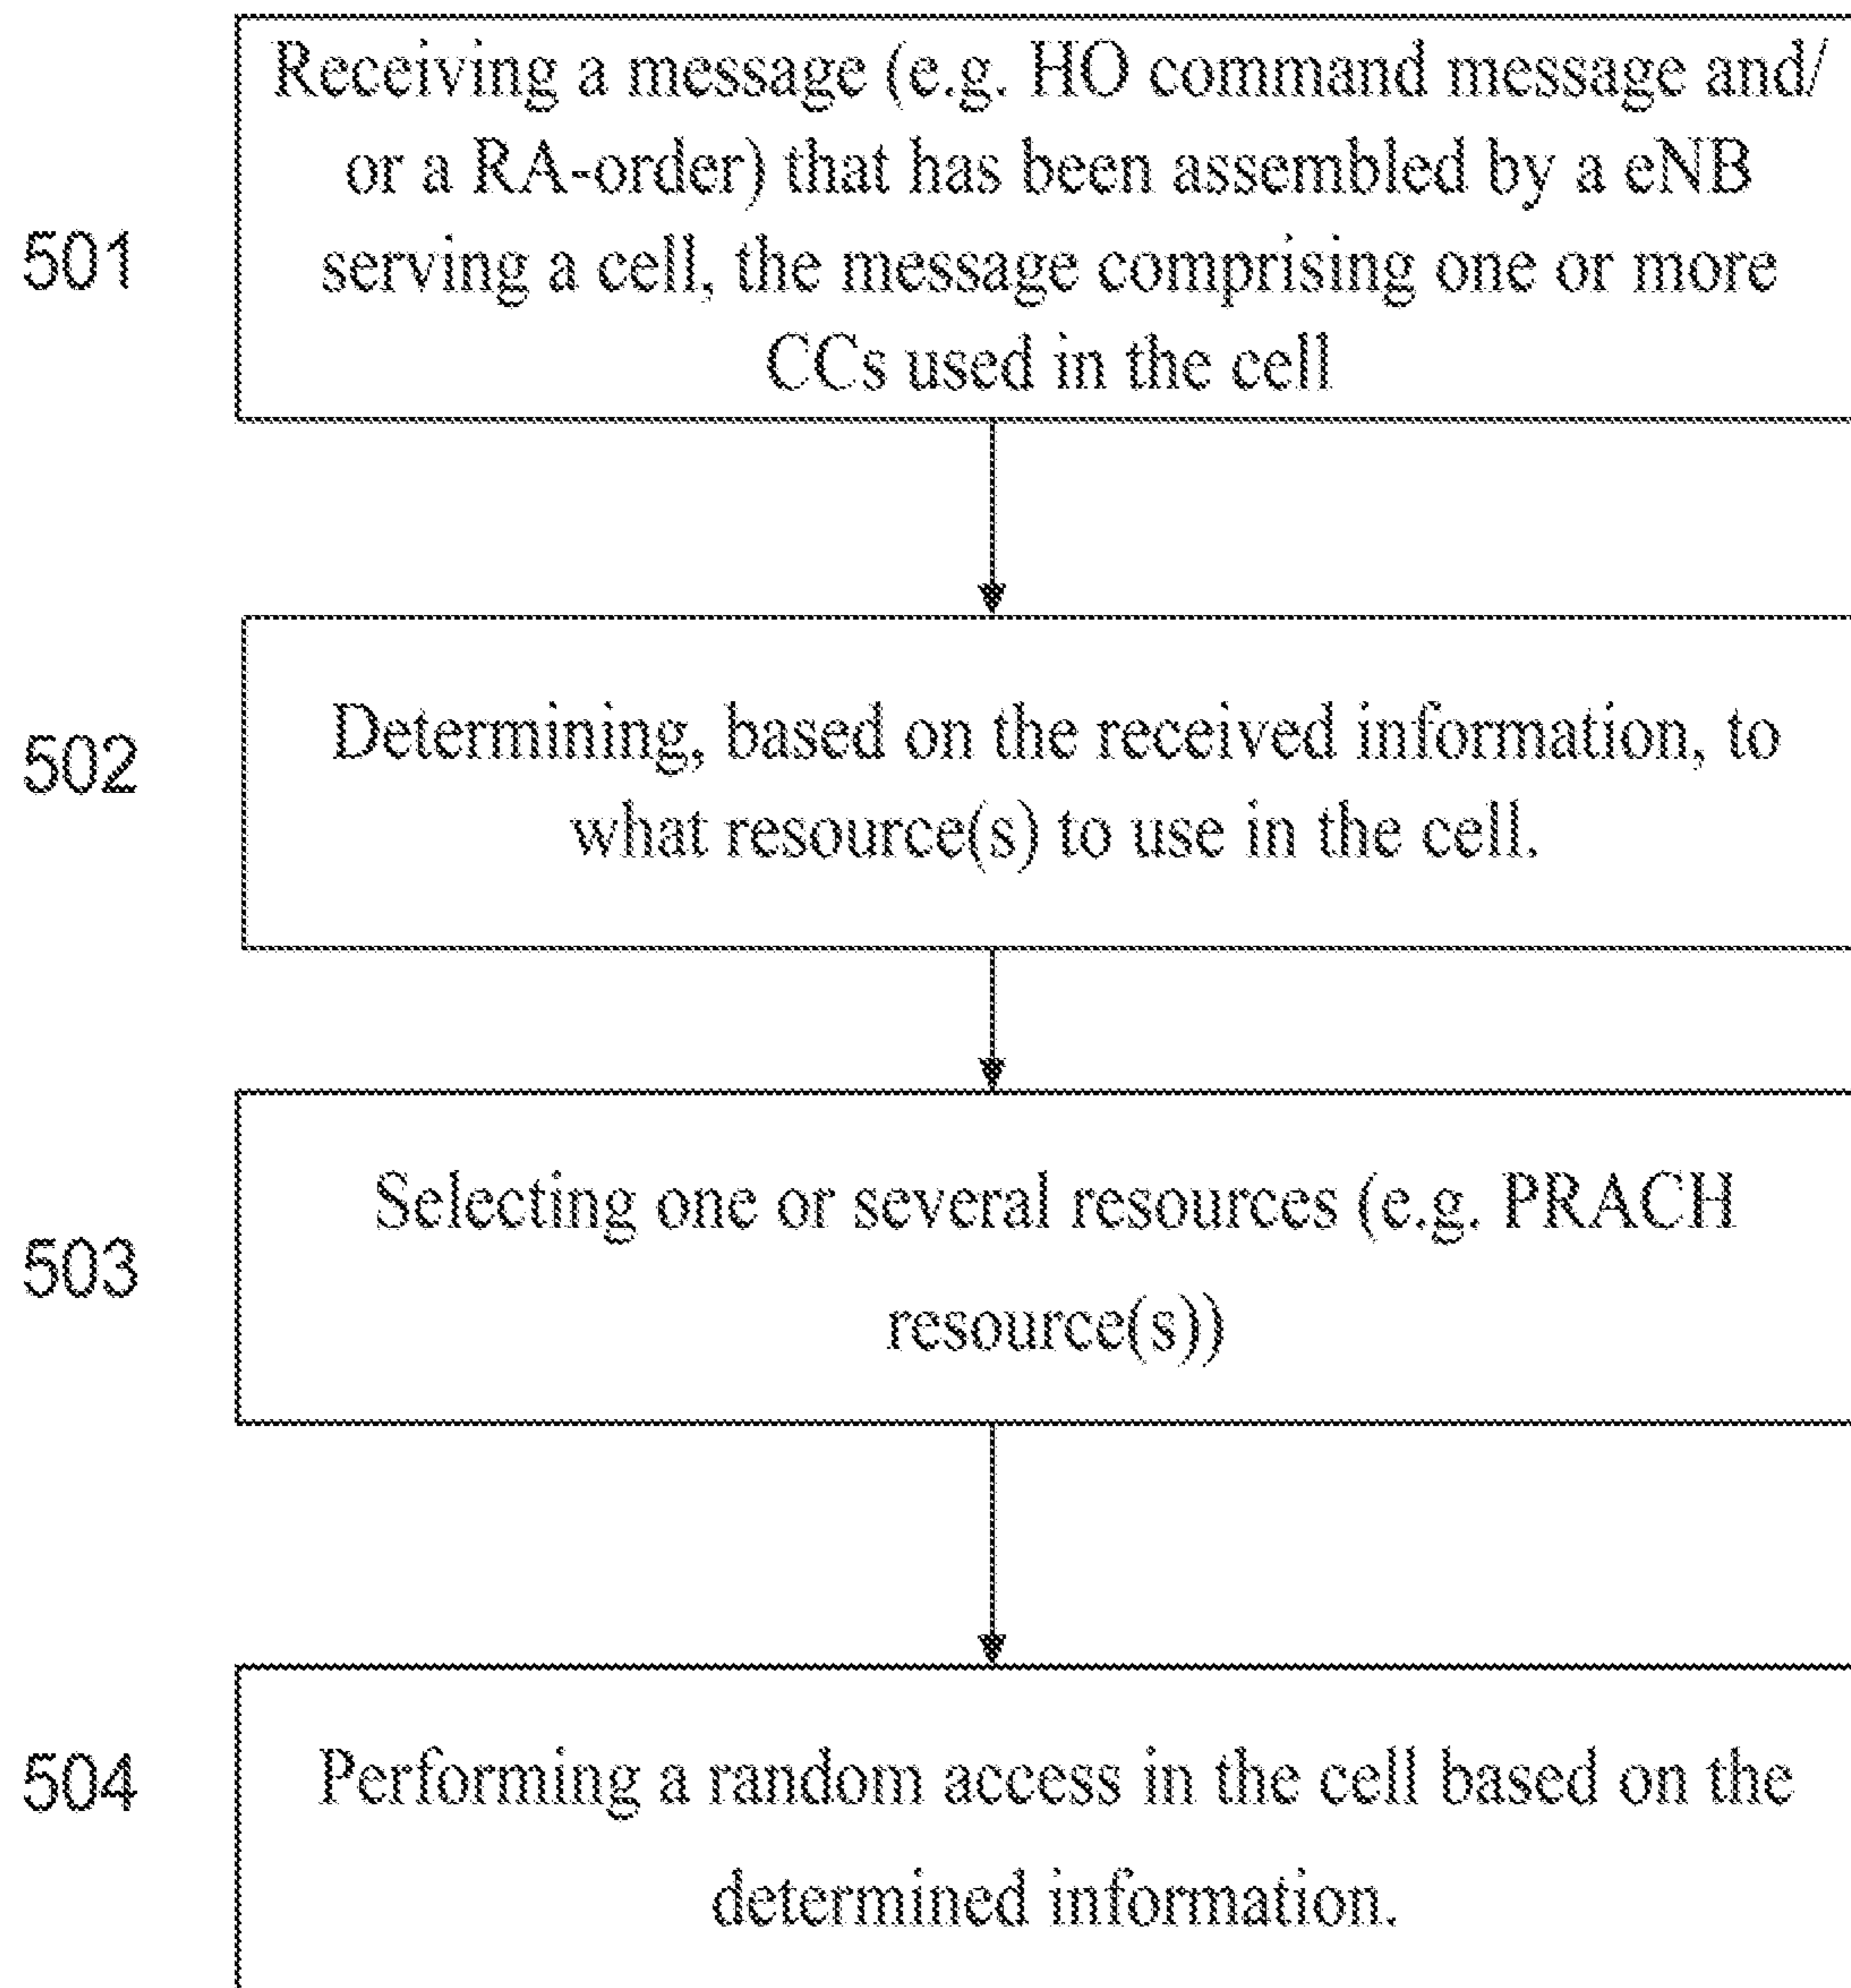 501
Receiving a message (e.g. HO command message and/
or a RA-order) that has been assembled by a eNB
serving a cell, the message comprising one or more
CCs used in the cell
502
Determining, based on the received information, to
what resource(s) to use in the cell.
503
Selecting one or several resources (e.g. PRACH
resource(s))
504
Performing a random access in the cell based on the
determined information.